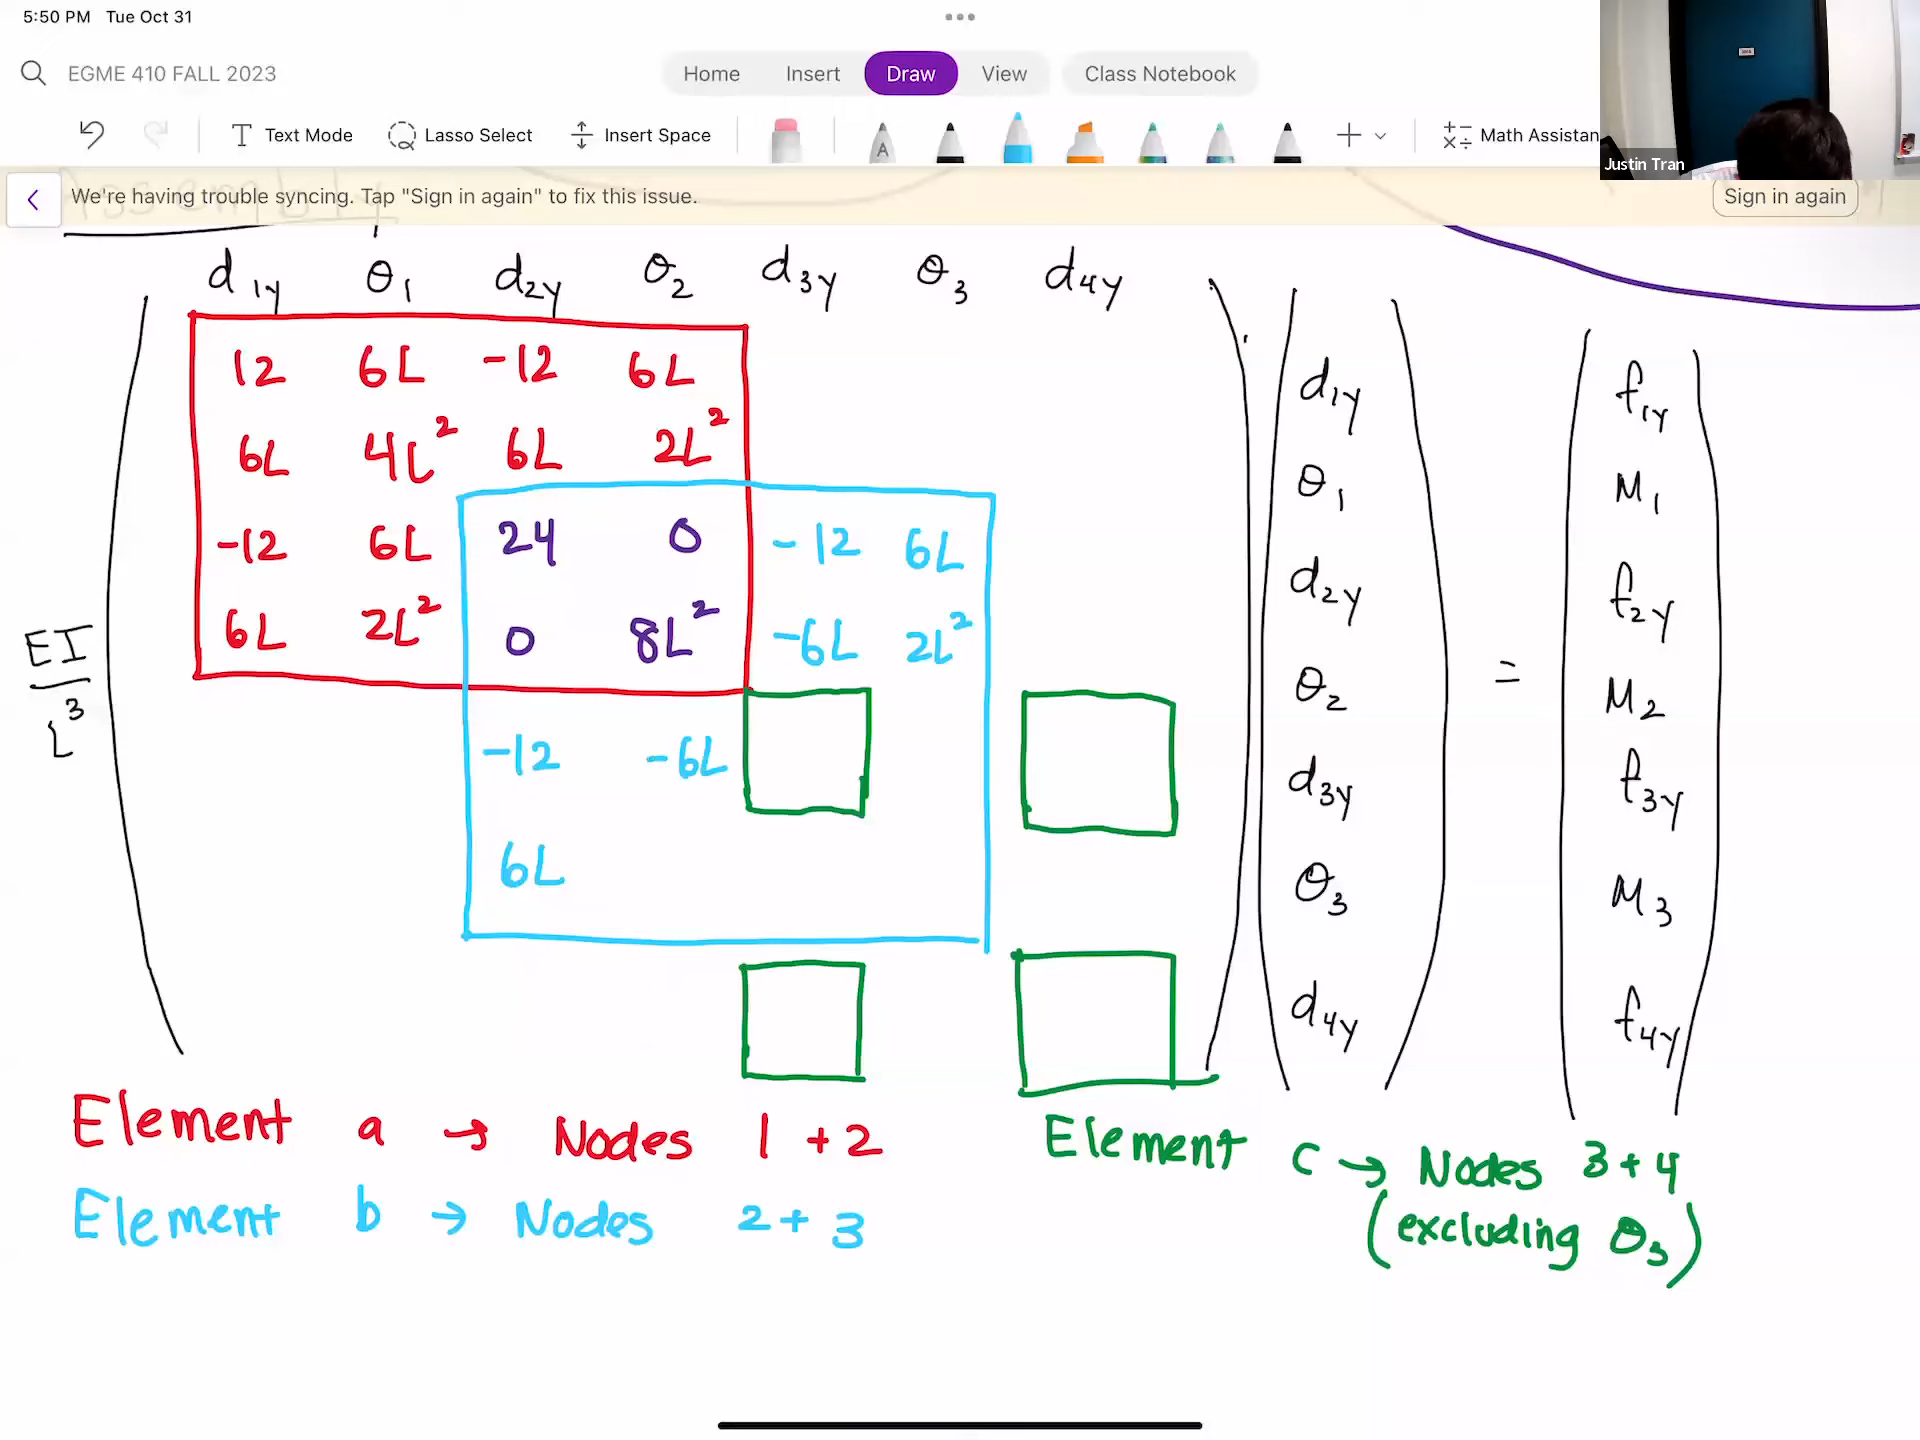 5:50 PM Tue Oct 31
EGME 410 FALL 2023
Home Insert Draw View Class Notebook
Text Mode Lasso Select Insert Space A Math Assistan
Justin Tran
We're having trouble syncing. Tap "Sign in again" to fix this issue. Sign in again
Assembly
d1y θ1 d2y θ2 d3y θ3 d4y
12 6L -12 6L d1y f1y
6L 4L² 6L 2L² θ1 M1
-12 6L 24 0 -12 6L d2y f2y
EI/L³ 6L 2L² 0 8L² -6L 2L² θ2 = M2
-12 -6L d3y f3y
6L θ3 M3
d4y f4y
Element a → Nodes 1 + 2
Element b → Nodes 2 + 3
Element c → Nodes 3 + 4
(excluding θ3)